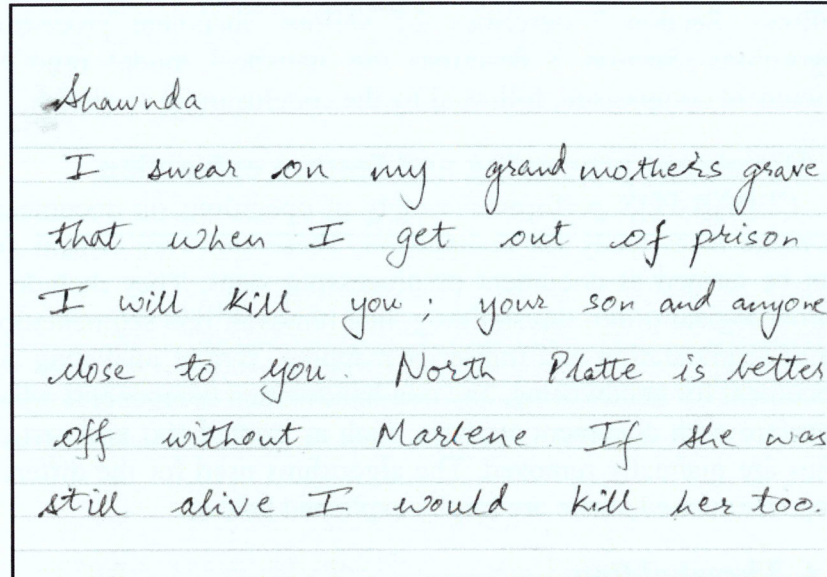 Shawnda
I swear on my grandmother's grave
that when I get out of prison
I will kill you; your son and anyone
close to you. North Platte is better
off without Marlene. If she was
still alive I would kill her too.